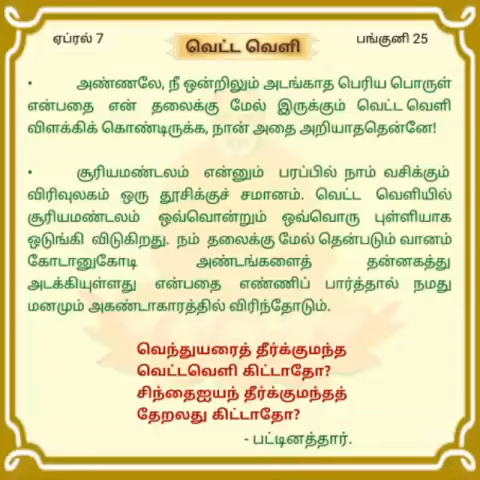 ஏப்ரல் 7
வெட்ட வெளி
பங்குனி 25
• அண்ணலே, நீ ஒன்றிலும் அடங்காத பெரிய பொருள்
என்பதை என் தலைக்கு மேல் இருக்கும் வெட்ட வெளி
விளக்கிக் கொண்டிருக்க, நான் அதை அறியாததென்னே!
• சூரியமண்டலம் என்னும் பரப்பில் நாம் வசிக்கும்
விரிவுலகம் ஒரு தூசிக்குச் சமானம். வெட்ட வெளியில்
சூரியமண்டலம் ஒவ்வொன்றும் ஒவ்வொரு புள்ளியாக
ஒடுங்கி விடுகிறது. நம் தலைக்கு மேல் தென்படும் வானம்
கோடானுகோடி அண்டங்களைத் தன்னகத்து
அடக்கியுள்ளது என்பதை எண்ணிப் பார்த்தால் நமது
மனமும் அகண்டாகாரத்தில் விரிந்தோடும்.
வெந்துயரைத் தீர்க்குமந்த
வெட்டவெளி கிட்டாதோ?
சிந்தைஐயந் தீர்க்குமந்தத்
தேறலது கிட்டாதோ?
- பட்டினத்தார்.